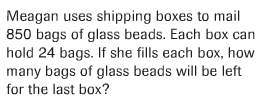 Meagan uses shipping boxes to mail
850 bags of glass beads. Each box can
hold 24 bags. If she fills each box, how
many bags of glass beads will be left
for the last box?